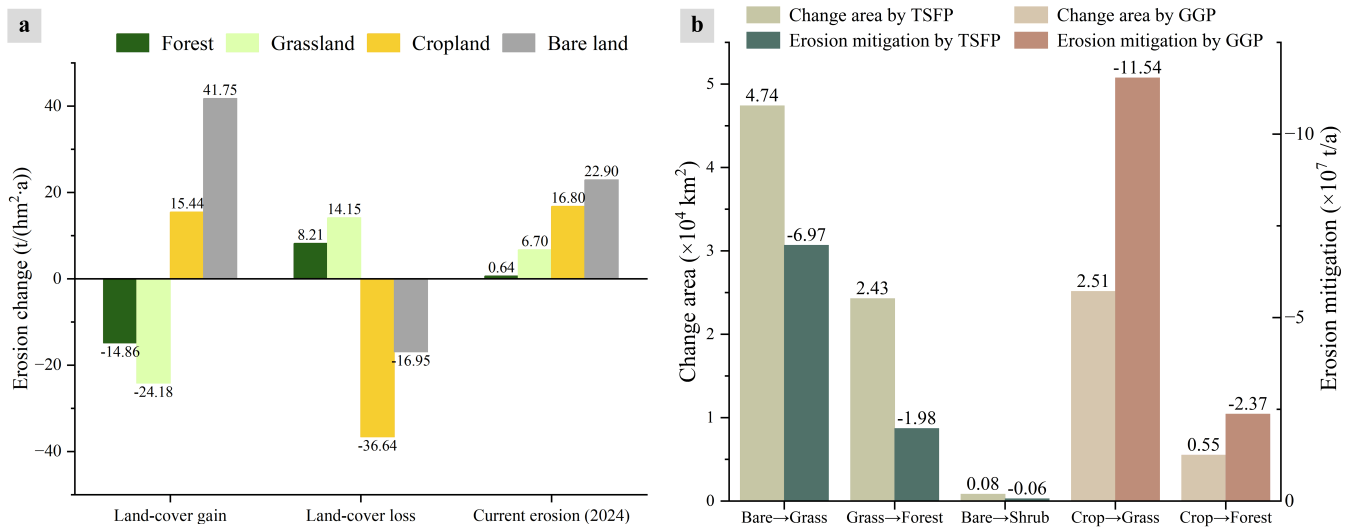 a
Forest
Grassland
Cropland
Bare land
Erosion change (t/(hm²·a))
40
20
0
−20
−40
-14.86
-24.18
15.44
41.75
8.21
14.15
-36.64
-16.95
0.64
6.70
16.80
22.90
Land-cover gain
Land-cover loss
Current erosion (2024)
b
Change area by TSFP
Change area by GGP
Erosion mitigation by TSFP
Erosion mitigation by GGP
Change area (×10⁴ km²)
5
4
3
2
1
0
4.74
-6.97
2.43
-1.98
0.08
-0.06
2.51
-11.54
0.55
-2.37
Bare→Grass
Grass→Forest
Bare→Shrub
Crop→Grass
Crop→Forest
−10
−5
0
Erosion mitigation (×10⁷ t/a)